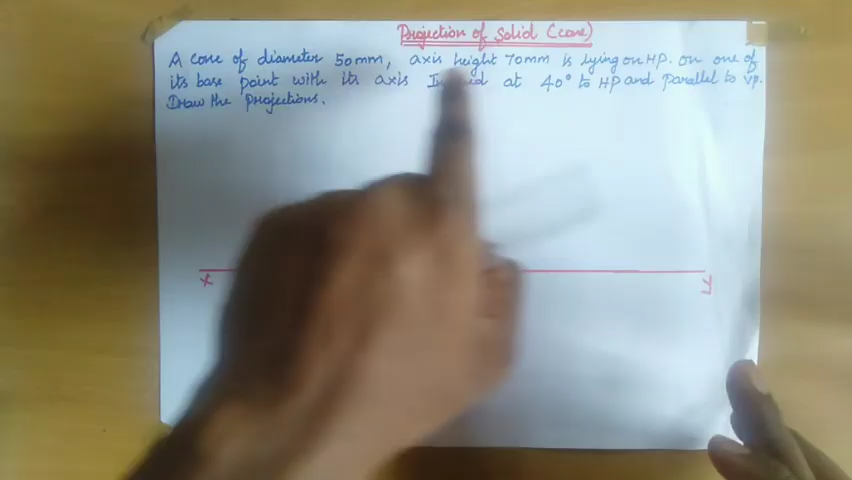 Projection of Solid (cone)
A Cone of diameter 50mm, axis height 70mm is lying on HP. on one of
its base point with its axis at 40° to HP and parallel to VP.
Draw the projections.
X
Y